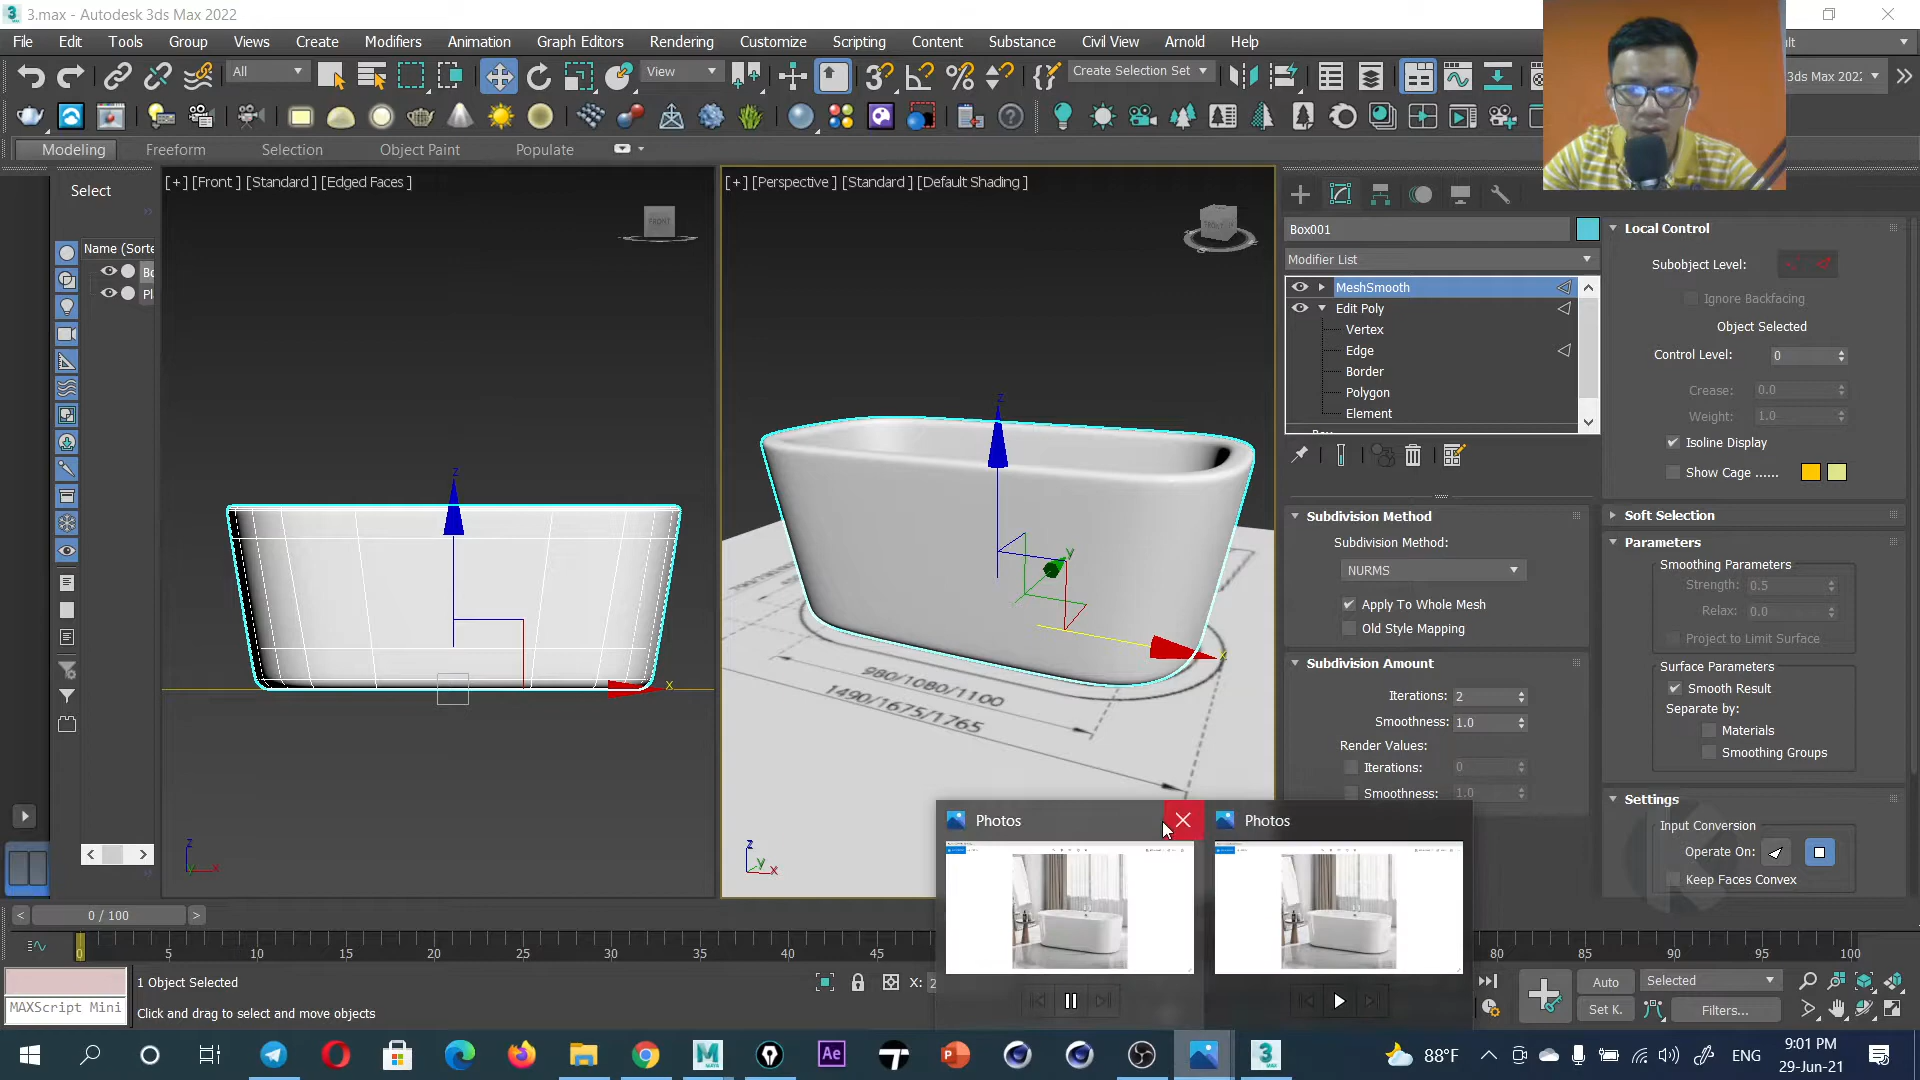 3.max - Autodesk 3ds Max 2022
File Edit Tools Group Views Create Modifiers Animation Graph Editors Rendering Customize Scripting Content Substance Civil View Arnold Help
All
View
Create Selection Set
3ds Max 202
Modeling Freeform Selection Object Paint Populate
Select
Name (Sorte
Bo
Pl
[+] [Front ] [Standard ] [Edged Faces ]
FRONT
[+] [Perspective ] [Standard ] [Default Shading ]
z
x
z
y
x
980/1080/1100
1490/1675/1765
Box001
Modifier List
MeshSmooth
Edit Poly
Vertex
Edge
Border
Polygon
Element
Subdivision Method
Subdivision Method:
NURMS
Apply To Whole Mesh
Old Style Mapping
Subdivision Amount
Iterations: 2
Smoothness: 1.0
Render Values:
Iterations: 0
Smoothness: 1.0
Local Control
Subobject Level:
Ignore Backfacing
Object Selected
Control Level: 0
Crease: 0.0
Weight: 1.0
Isoline Display
Show Cage ......
Soft Selection
Parameters
Smoothing Parameters
Strength: 0.5
Relax: 0.0
Project to Limit Surface
Surface Parameters
Smooth Result
Separate by:
Materials
Smoothing Groups
Settings
Input Conversion
Operate On:
Keep Faces Convex
Photos
Photos
0 / 100
0 5 10 15 20 25 30 35 40 45 80 85 90 95 100
MAXScript Mini
1 Object Selected
Click and drag to select and move objects
X: 2
Auto
Selected
Set K.
Filters...
88°F
ENG
9:01 PM
29-Jun-21